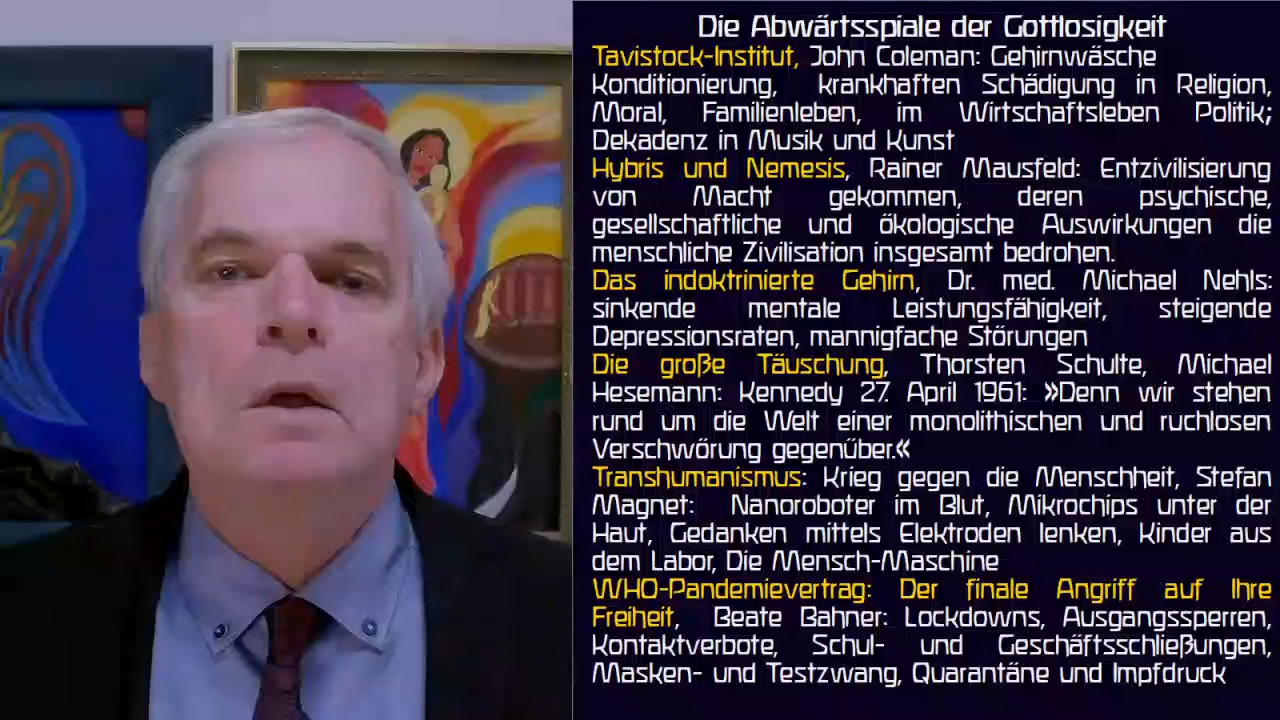 Die Abwärtsspiale der Gottlosigkeit
Tavistock-Institut, John Coleman: Gehirnwäsche
Konditionierung, krankhaften Schädigung in Religion,
Moral, Familienleben, im Wirtschaftsleben Politik;
Dekadenz in Musik und Kunst
Hybris und Nemesis, Rainer Mausfeld: Entzivilisierung
von Macht gekommen, deren psychische,
gesellschaftliche und ökologische Auswirkungen die
menschliche Zivilisation insgesamt bedrohen.
Das indoktrinierte Gehirn, Dr. med. Michael Nehls:
sinkende mentale Leistungsfähigkeit, steigende
Depressionsraten, mannigfache Störungen
Die große Täuschung, Thorsten Schulte, Michael
Hesemann: Kennedy 27. April 1961: »Denn wir stehen
rund um die Welt einer monolithischen und ruchlosen
Verschwörung gegenüber.«
Transhumanismus: Krieg gegen die Menschheit, Stefan
Magnet: Nanoroboter im Blut, Mikrochips unter der
Haut, Gedanken mittels Elektroden lenken, Kinder aus
dem Labor, Die Mensch-Maschine
WHO-Pandemievertrag: Der finale Angriff auf Ihre
Freiheit, Beate Bahner: Lockdowns, Ausgangssperren,
Kontaktverbote, Schul- und Geschäftsschließungen,
Masken- und Testzwang, Quarantäne und Impfdruck